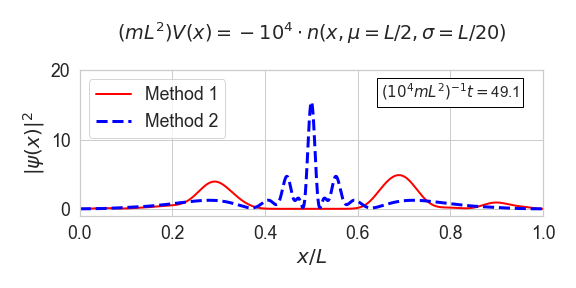 (mL²)V(x) = − 10⁴ · n(x, μ = L/2, σ = L/20)
20
10
0
|ψ(x)|²
Method 1
Method 2
(10⁴mL²)⁻¹t = 49.1
0.0 0.2 0.4 0.6 0.8 1.0
x/L